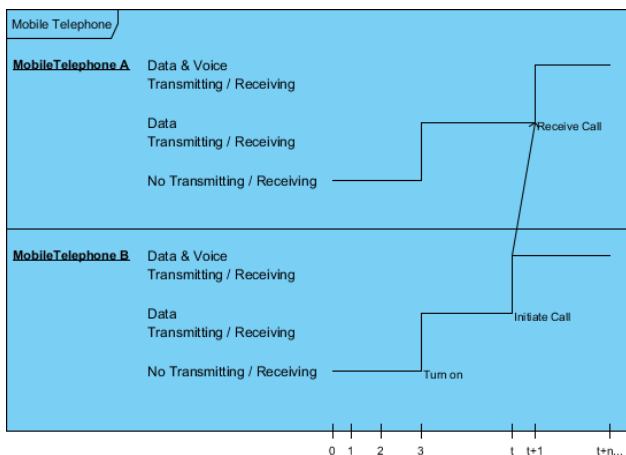 Mobile Telephone
MobileTelephone A
Data & Voice
Transmitting / Receiving
Data
Transmitting / Receiving
Receive Call
No Transmitting / Receiving
MobileTelephone B
Data & Voice
Transmitting / Receiving
Data
Transmitting / Receiving
Initiate Call
No Transmitting / Receiving
Turn on
0 1 2 3 t t+1 t+n...